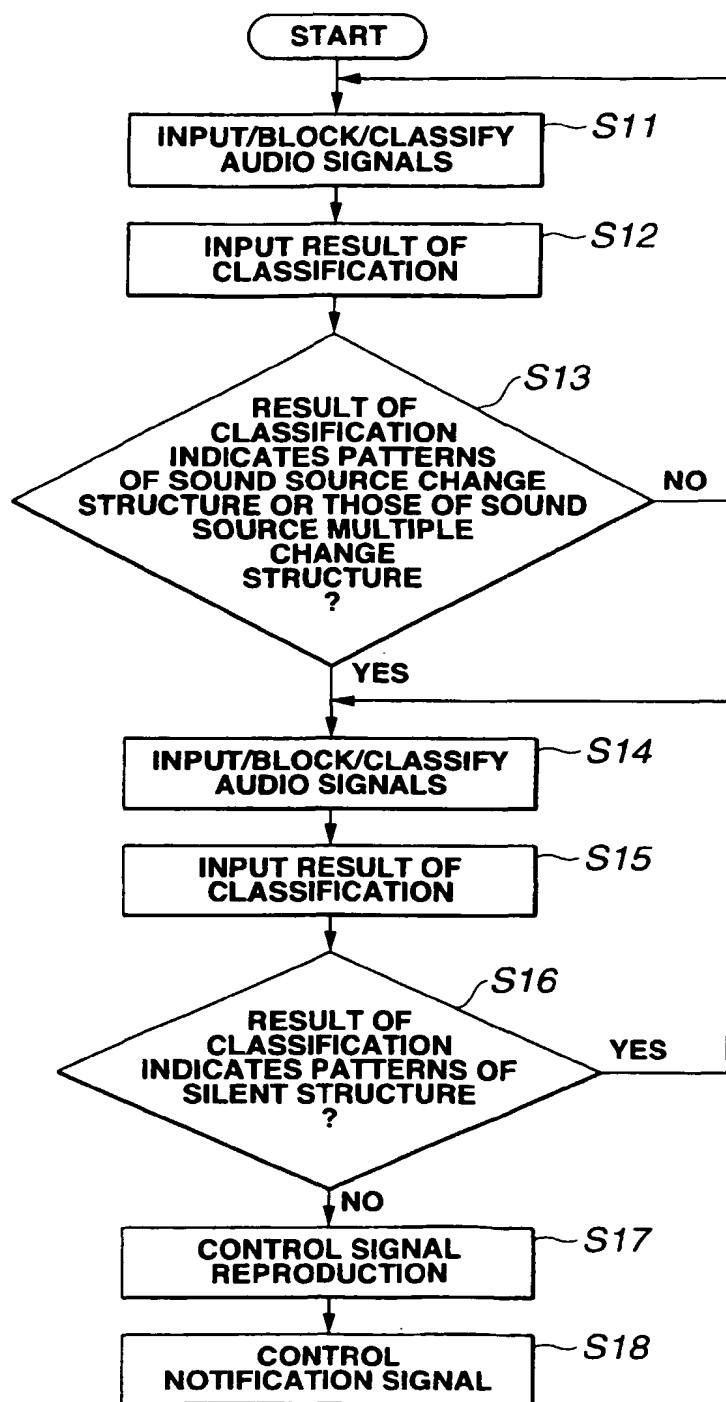 START
INPUT/BLOCK/CLASSIFY
AUDIO SIGNALS
S11
INPUT RESULT OF
CLASSIFICATION
S12
S13
RESULT OF
CLASSIFICATION
INDICATES PATTERNS
OF SOUND SOURCE CHANGE
STRUCTURE OR THOSE OF SOUND
SOURCE MULTIPLE
CHANGE
STRUCTURE
?
NO
YES
INPUT/BLOCK/CLASSIFY
AUDIO SIGNALS
S14
INPUT RESULT OF
CLASSIFICATION
S15
S16
RESULT OF
CLASSIFICATION
INDICATES PATTERNS OF
SILENT STRUCTURE
?
YES
NO
CONTROL SIGNAL
REPRODUCTION
S17
CONTROL
NOTIFICATION SIGNAL
S18